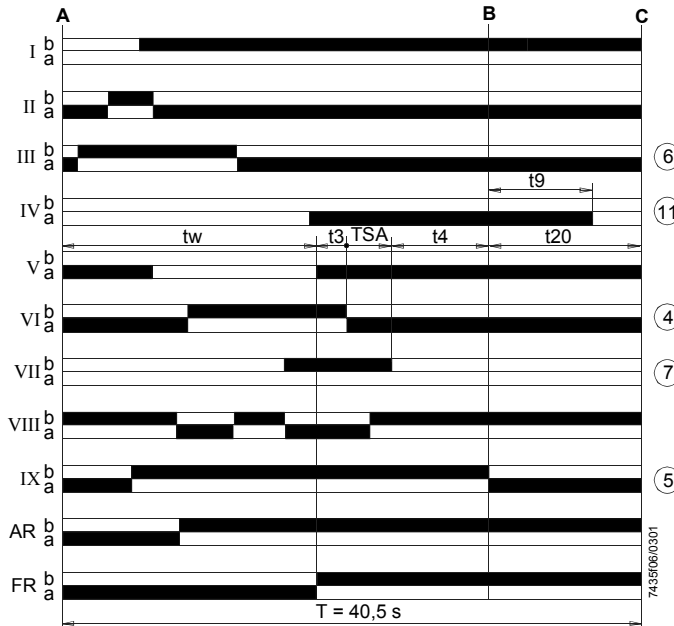 A B C
I b
a
II b
a
III b
a
6
t9
IV b
a
11
tw t3 TSA t4 t20
V b
a
VI b
a
4
VII b
a
7
VIII b
a
IX b
a
5
AR b
a
FR b
a
7435f06/0301
T = 40,5 s